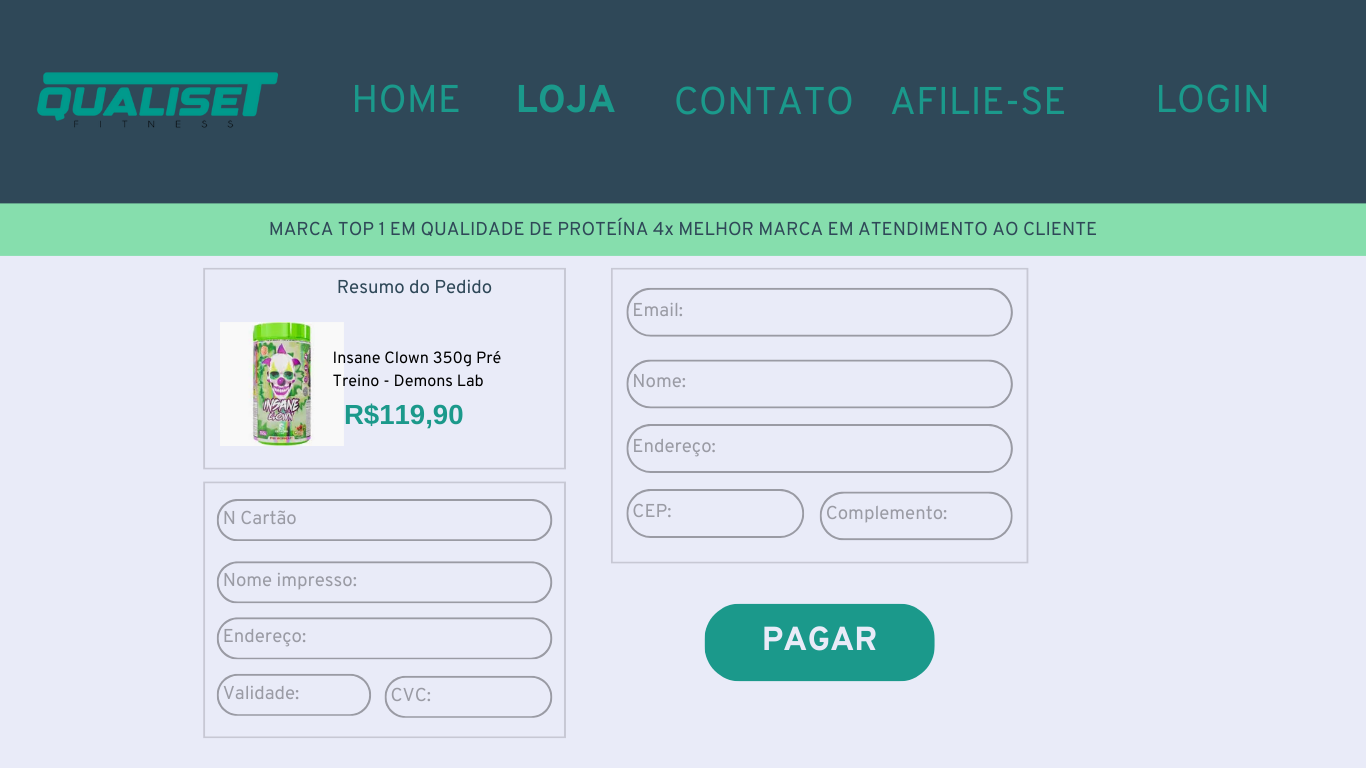 QUALISET
FITNESS
HOME LOJA CONTATO AFILIE-SE LOGIN
MARCA TOP 1 EM QUALIDADE DE PROTEÍNA 4x MELHOR MARCA EM ATENDIMENTO AO CLIENTE
Resumo do Pedido
INSANE
CLOWN
Insane Clown 350g Pré
Treino - Demons Lab
R$119,90
N Cartão
Nome impresso:
Endereço:
Validade: CVC:
Email:
Nome:
Endereço:
CEP: Complemento:
PAGAR